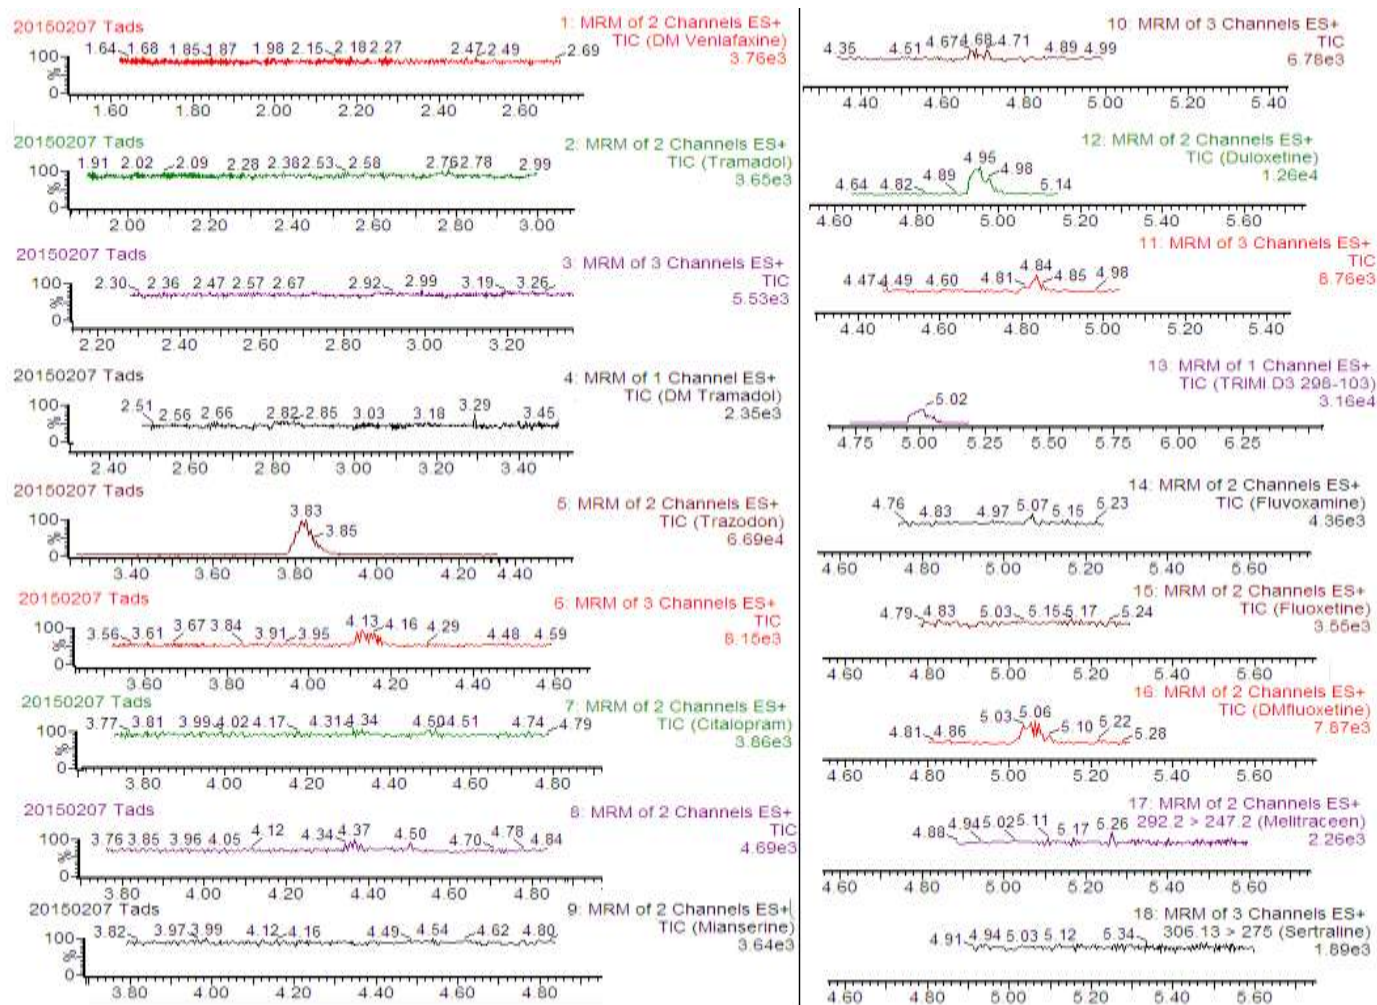 20150207 Tads
1: MRM of 2 Channels ES+
TIC (DM Venlafaxine)
3.76e3
1.64 1.68 1.85 1.87 1.98 2.15 2.18 2.27 2.47 2.49 2.69
100
%
0
1.60 1.80 2.00 2.20 2.40 2.60
20150207 Tads
2: MRM of 2 Channels ES+
TIC (Tramadol)
3.65e3
1.91 2.02 2.09 2.28 2.38 2.53 2.58 2.76 2.78 2.99
100
%
0
2.00 2.20 2.40 2.60 2.80 3.00
20150207 Tads
3: MRM of 3 Channels ES+
TIC
5.53e3
2.30 2.36 2.47 2.57 2.67 2.92 2.99 3.19 3.26
100
%
0
2.20 2.40 2.60 2.80 3.00 3.20
20150207 Tads
4: MRM of 1 Channel ES+
TIC (DM Tramadol)
2.35e3
2.51 2.56 2.66 2.82 2.85 3.03 3.18 3.29 3.45
100
%
0
2.40 2.60 2.80 3.00 3.20 3.40
20150207 Tads
5: MRM of 2 Channels ES+
TIC (Trazodon)
6.69e4
3.83
3.85
100
%
0
3.40 3.60 3.80 4.00 4.20 4.40
20150207 Tads
6: MRM of 3 Channels ES+
TIC
8.15e3
3.56 3.61 3.67 3.84 3.91 3.95 4.13 4.16 4.29 4.48 4.59
100
%
0
3.60 3.80 4.00 4.20 4.40 4.60
20150207 Tads
7: MRM of 2 Channels ES+
TIC (Citalopram)
3.86e3
3.77 3.81 3.99 4.02 4.17 4.31 4.34 4.50 4.51 4.74 4.79
100
%
0
3.80 4.00 4.20 4.40 4.60 4.80
20150207 Tads
8: MRM of 2 Channels ES+
TIC
4.69e3
3.76 3.85 3.96 4.05 4.12 4.34 4.37 4.50 4.70 4.78 4.84
100
%
0
3.80 4.00 4.20 4.40 4.60 4.80
20150207 Tads
9: MRM of 2 Channels ES+
TIC (Mianserine)
3.64e3
3.82 3.97 3.99 4.12 4.16 4.49 4.54 4.62 4.80
100
%
0
3.80 4.00 4.20 4.40 4.60 4.80
10: MRM of 3 Channels ES+
TIC
6.78e3
4.35 4.51 4.67 4.68 4.71 4.89 4.99
4.40 4.60 4.80 5.00 5.20 5.40
12: MRM of 2 Channels ES+
TIC (Duloxetine)
1.26e4
4.64 4.82 4.89 4.95 4.98 5.14
4.60 4.80 5.00 5.20 5.40 5.60
11: MRM of 3 Channels ES+
TIC
8.76e3
4.47 4.49 4.60 4.81 4.84 4.85 4.98
4.40 4.60 4.80 5.00 5.20 5.40
13: MRM of 1 Channel ES+
TIC (TRIMI D3 298-103)
3.16e4
5.02
4.75 5.00 5.25 5.50 5.75 6.00 6.25
14: MRM of 2 Channels ES+
TIC (Fluvoxamine)
4.36e3
4.76 4.83 4.97 5.07 5.15 5.23
4.60 4.80 5.00 5.20 5.40 5.60
15: MRM of 2 Channels ES+
TIC (Fluoxetine)
3.55e3
4.79 4.83 5.03 5.15 5.17 5.24
4.60 4.80 5.00 5.20 5.40 5.60
16: MRM of 2 Channels ES+
TIC (DMfluoxetine)
7.87e3
4.81 4.86 5.03 5.06 5.10 5.22 5.28
4.60 4.80 5.00 5.20 5.40 5.60
17: MRM of 2 Channels ES+
292.2 > 247.2 (Melitraceen)
2.26e3
4.88 4.94 5.02 5.11 5.17 5.26
4.60 4.80 5.00 5.20 5.40 5.60
18: MRM of 3 Channels ES+
306.13 > 275 (Sertraline)
1.89e3
4.91 4.94 5.03 5.12 5.34
4.60 4.80 5.00 5.20 5.40 5.60